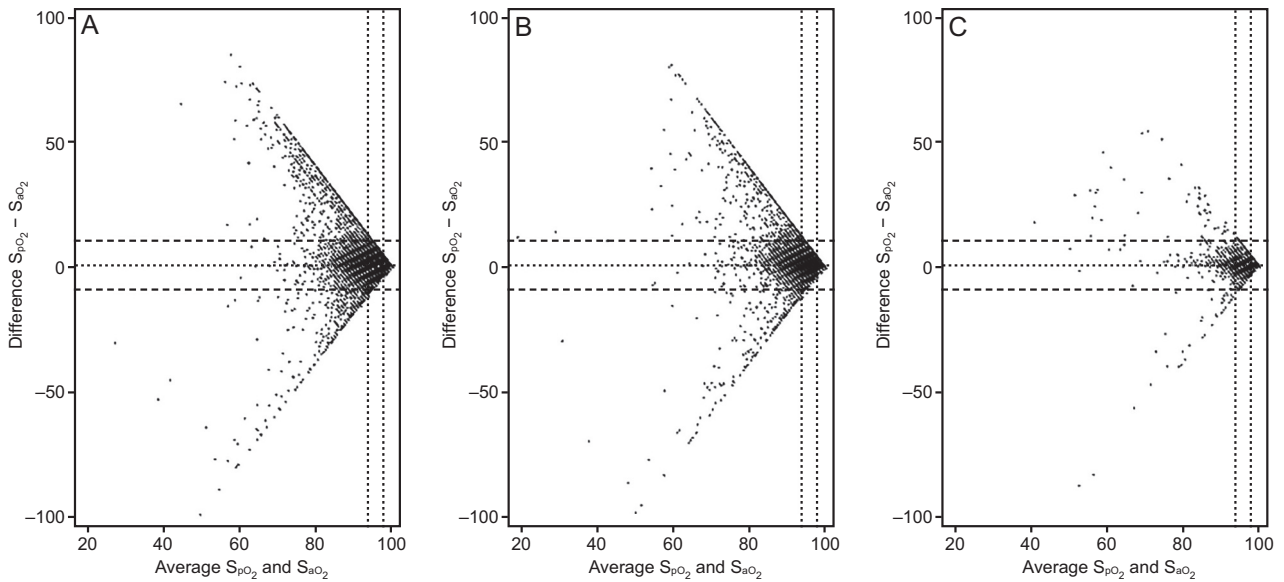 A
B
C
100
50
0
–50
–100
Difference SpO₂ – SaO₂
20 40 60 80 100
Average SpO₂ and SaO₂
100
50
0
–50
–100
Difference SpO₂ – SaO₂
20 40 60 80 100
Average SpO₂ and SaO₂
100
50
0
–50
–100
Difference SpO₂ – SaO₂
20 40 60 80 100
Average SpO₂ and SaO₂